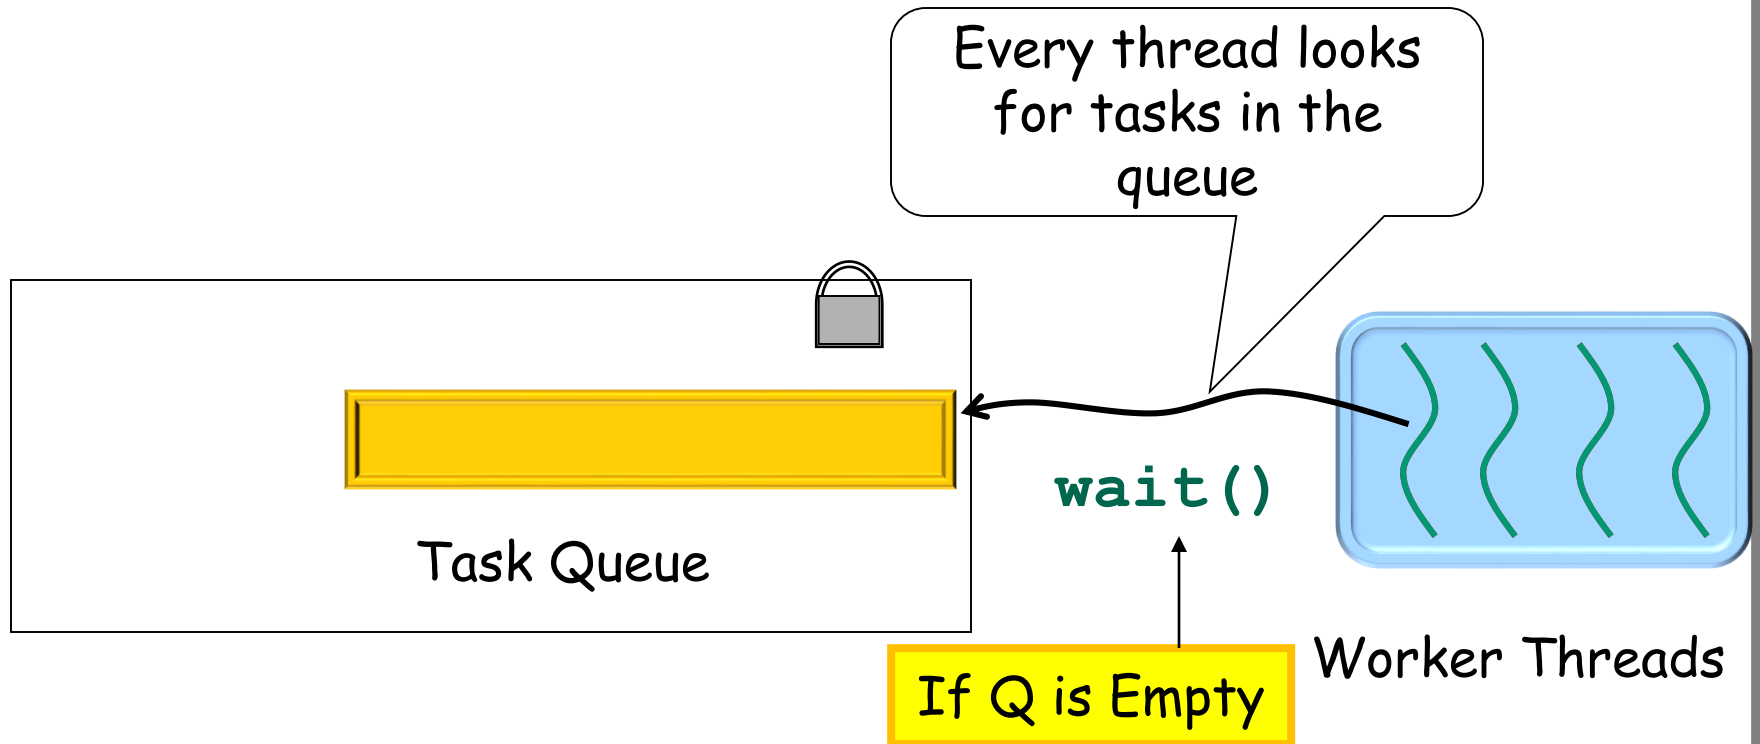 Every thread looks
for tasks in the
queue
wait()
Task Queue
If Q is Empty
Worker Threads